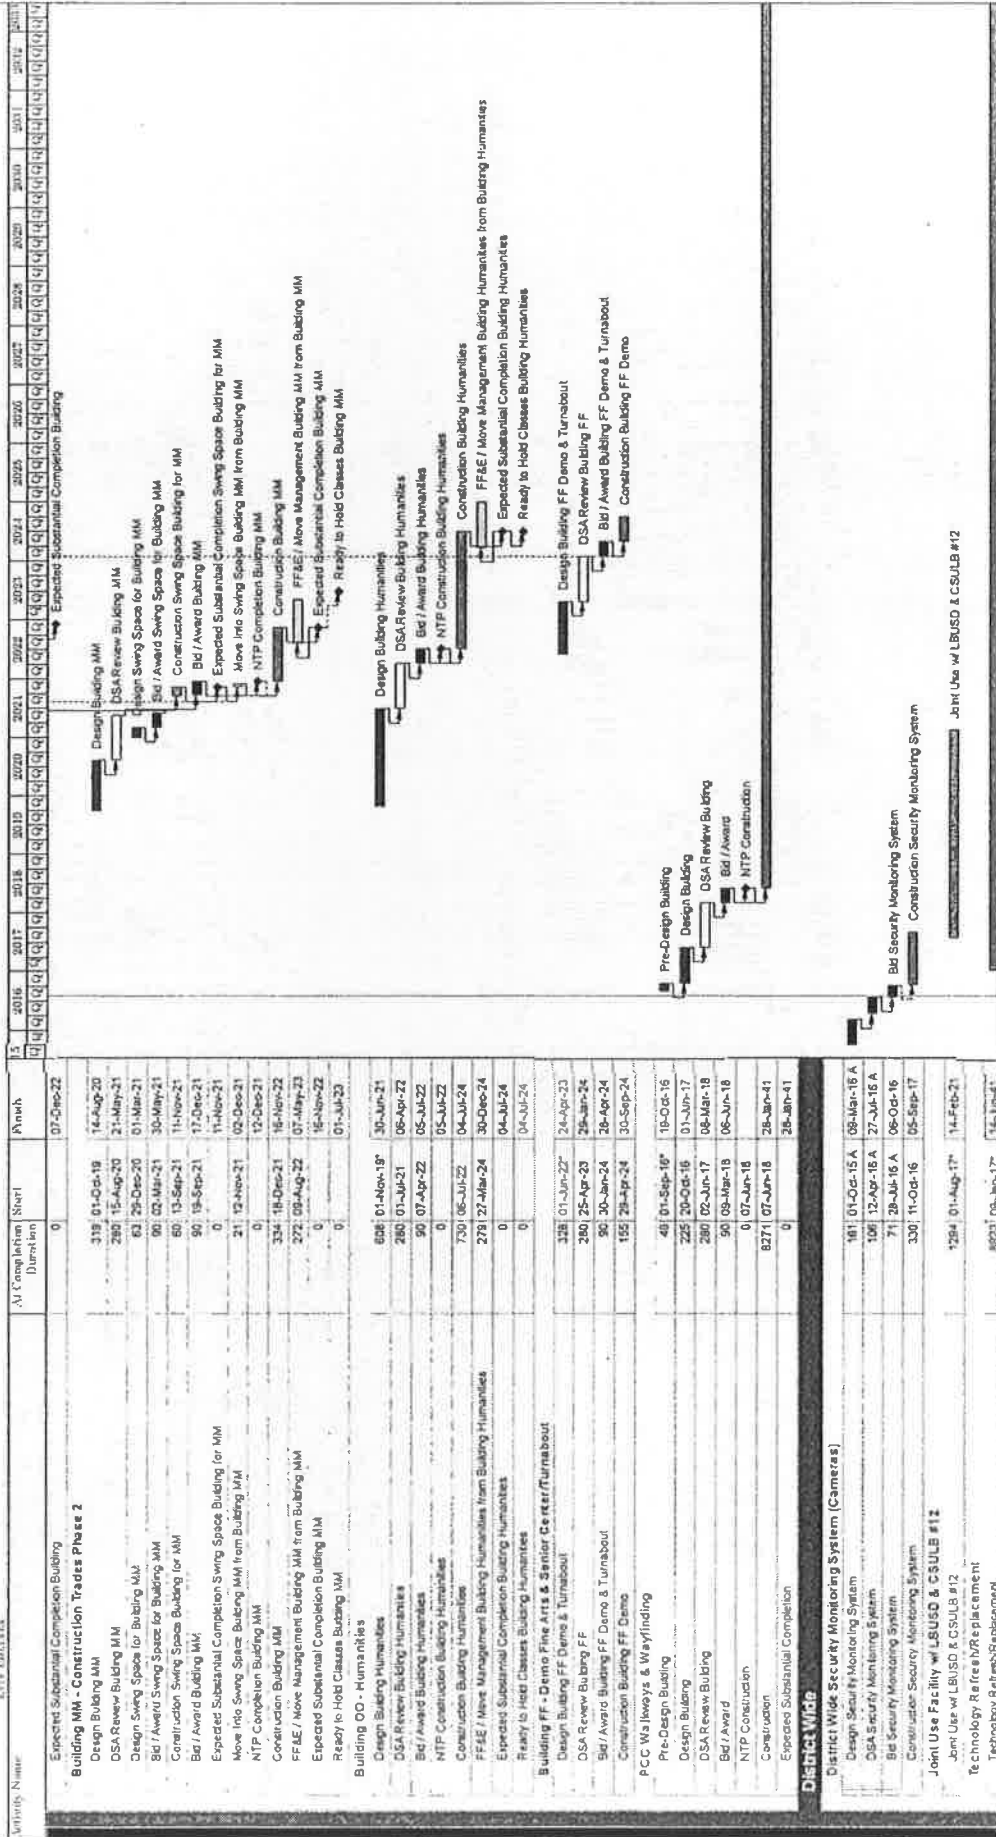 Activity Name At Completion Duration Start Finish
2016 2017 2018 2019 2020 2021 2022 2023 2024 2025 2026 2027 2028 2029 2030 2031 2032
Expected Substantial Completion Building 0 07-Dec-22
Building MM - Construction Trades Phase 2
Design Building MM 319 01-Oct-19 14-Aug-20
DSA Review Building MM 280 15-Aug-20 21-May-21
Design Swing Space for Building MM 63 29-Dec-20 01-Mar-21
Bid / Award Swing Space for Building MM 90 02-Mar-21 30-May-21
Construction Swing Space Building for MM 60 13-Sep-21 11-Nov-21
Bid / Award Building MM 90 19-Sep-21 17-Dec-21
Expected Substantial Completion Swing Space Building for MM 0 11-Nov-21
Move Into Swing Space Building MM from Building MM 21 12-Nov-21 02-Dec-21
NTP Completion Building MM 0 12-Dec-21
Construction Building MM 334 18-Dec-21 16-Nov-22
FF&E / Move Management Building MM from Building MM 272 09-Aug-22 07-May-23
Expected Substantial Completion Building MM 0 16-Nov-22
Ready to Hold Classes Building MM 0 01-Jul-23
Building OO - Humanities
Design Building Humanities 608 01-Nov-19* 30-Jun-21
DSA Review Building Humanities 280 01-Jul-21 06-Apr-22
Bid / Award Building Humanities 90 07-Apr-22 05-Jul-22
NTP Construction Building Humanities 0 05-Jul-22
Construction Building Humanities 730 06-Jul-22 04-Jul-24
FF&E / Move Management Building Humanities from Building Humanities 279 27-Mar-24 30-Dec-24
Expected Substantial Completion Building Humanities 0 04-Jul-24
Ready to Hold Classes Building Humanities 0 04-Jul-24
Building FF - Demo Fine Arts & Senior Center/Turnabout
Design Building FF Demo & Turnabout 328 01-Jun-22* 24-Apr-23
DSA Review Building FF 280 25-Apr-23 29-Jan-24
Bid / Award Building FF Demo & Turnabout 90 30-Jan-24 28-Apr-24
Construction Building FF Demo 155 29-Apr-24 30-Sep-24
PCC Walkways & Wayfinding
Pre-Design Building 49 01-Sep-16* 19-Oct-16
Design Building 225 20-Oct-16 01-Jun-17
DSA Review Building 280 02-Jun-17 08-Mar-18
Bid / Award 90 09-Mar-18 06-Jun-18
NTP Construction 0 07-Jun-18
Construction 8271 07-Jun-18 28-Jan-41
Expected Substantial Completion 0 28-Jan-41
District Wide
District Wide Security Monitoring System (Cameras)
Design Security Monitoring System 161 01-Oct-15 A 09-Mar-16 A
DSA Security Monitoring System 106 12-Apr-16 A 27-Jul-16 A
Bid Security Monitoring System 71 28-Jul-16 A 06-Oct-16
Construction Security Monitoring System 330 11-Oct-16 05-Sep-17
Joint Use Facility w/ LBUSD & CSULB #12
Joint Use w/ LBUSD & CSULB #12 1294 01-Aug-17* 14-Feb-21
Technology Refresh/Replacement
Technology Refresh/Replacement
Expected Substantial Completion Building
Design Building MM
DSA Review Building MM
Design Swing Space for Building MM
Bid / Award Swing Space for Building MM
Construction Swing Space Building for MM
Bid / Award Building MM
Expected Substantial Completion Swing Space Building for MM
Move Into Swing Space Building MM from Building MM
NTP Completion Building MM
Construction Building MM
FF&E / Move Management Building MM from Building MM
Expected Substantial Completion Building MM
Ready to Hold Classes Building MM
Design Building Humanities
DSA Review Building Humanities
Bid / Award Building Humanities
NTP Construction Building Humanities
Construction Building Humanities
FF&E / Move Management Building Humanities from Building Humanities
Expected Substantial Completion Building Humanities
Ready to Hold Classes Building Humanities
Design Building FF Demo & Turnabout
DSA Review Building FF
Bid / Award Building FF Demo & Turnabout
Construction Building FF Demo
Pre-Design Building
Design Building
DSA Review Building
Bid / Award
NTP Construction
Bid Security Monitoring System
Construction Security Monitoring System
Joint Use w/ LBUSD & CSULB #12